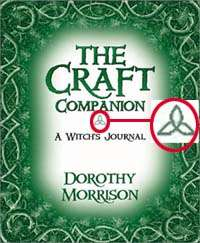 THE
CRAFT
COMPANION
A WITCH'S JOURNAL
DOROTHY
MORRISON